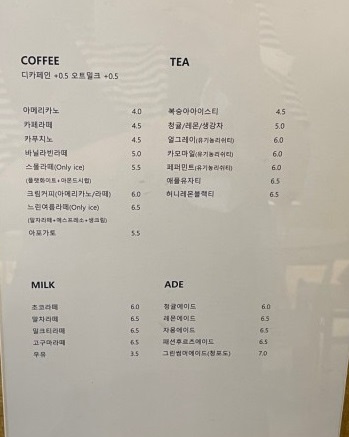 COFFEE
디카페인 +0.5 오트밀크 +0.5
아메리카노 4.0
카페라떼 4.5
카푸치노 4.5
바닐라빈라떼 5.0
스톨라떼(Only ice) 5.5
(플랫화이트+아몬드시럽)
크림커피(아메리카노/라떼) 6.0
느린여름라떼(Only ice) 6.5
(말차라떼+에스프레소+생크림)
아포가토 5.5
TEA
복숭아아이스티 4.5
청귤/레몬/생강차 5.0
얼그레이(유기농러쉬티) 6.0
카모마일(유기농러쉬티) 6.0
페퍼민트(유기농러쉬티) 6.0
애플유자티 6.5
허니레몬블랙티 6.5
MILK
초코라떼 6.0
말차라떼 6.5
밀크티라떼 6.5
고구마라떼 6.5
우유 3.5
ADE
청귤에이드 6.0
레몬에이드 6.5
자몽에이드 6.5
패션후르츠에이드 6.5
그린썸머에이드(청포도) 7.0